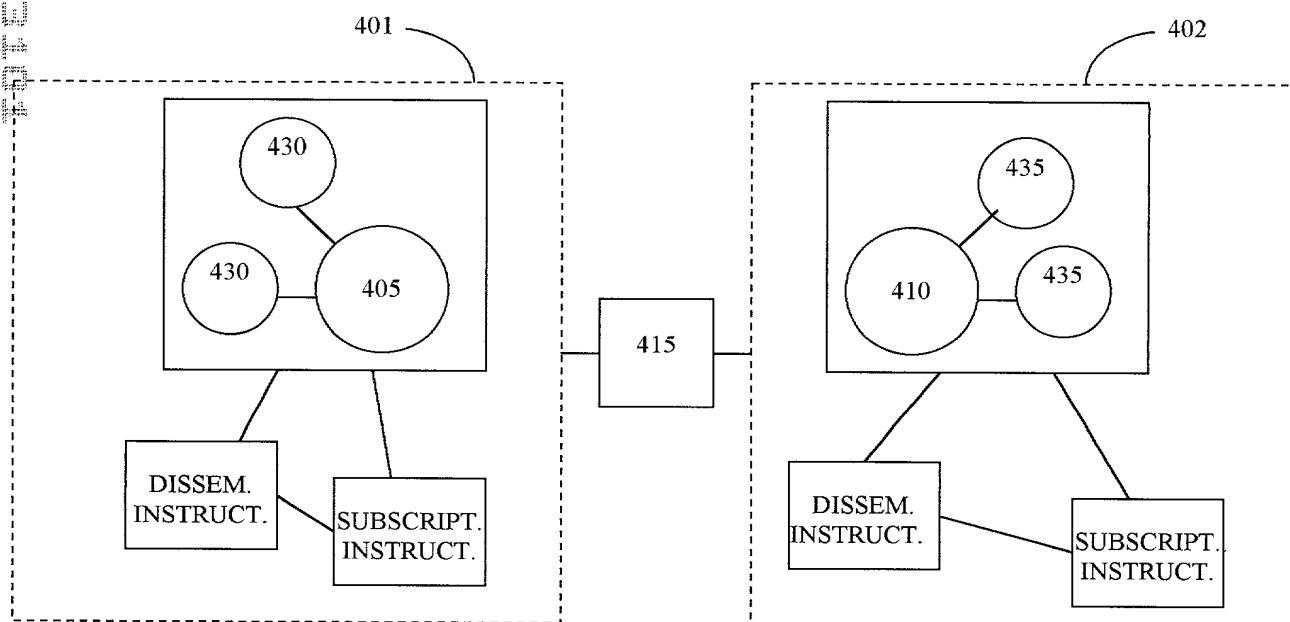 401
402
430
435
430
405
410
435
415
DISSEM.
INSTRUCT.
SUBSCRIPT.
INSTRUCT.
DISSEM.
INSTRUCT.
SUBSCRIPT.
INSTRUCT.